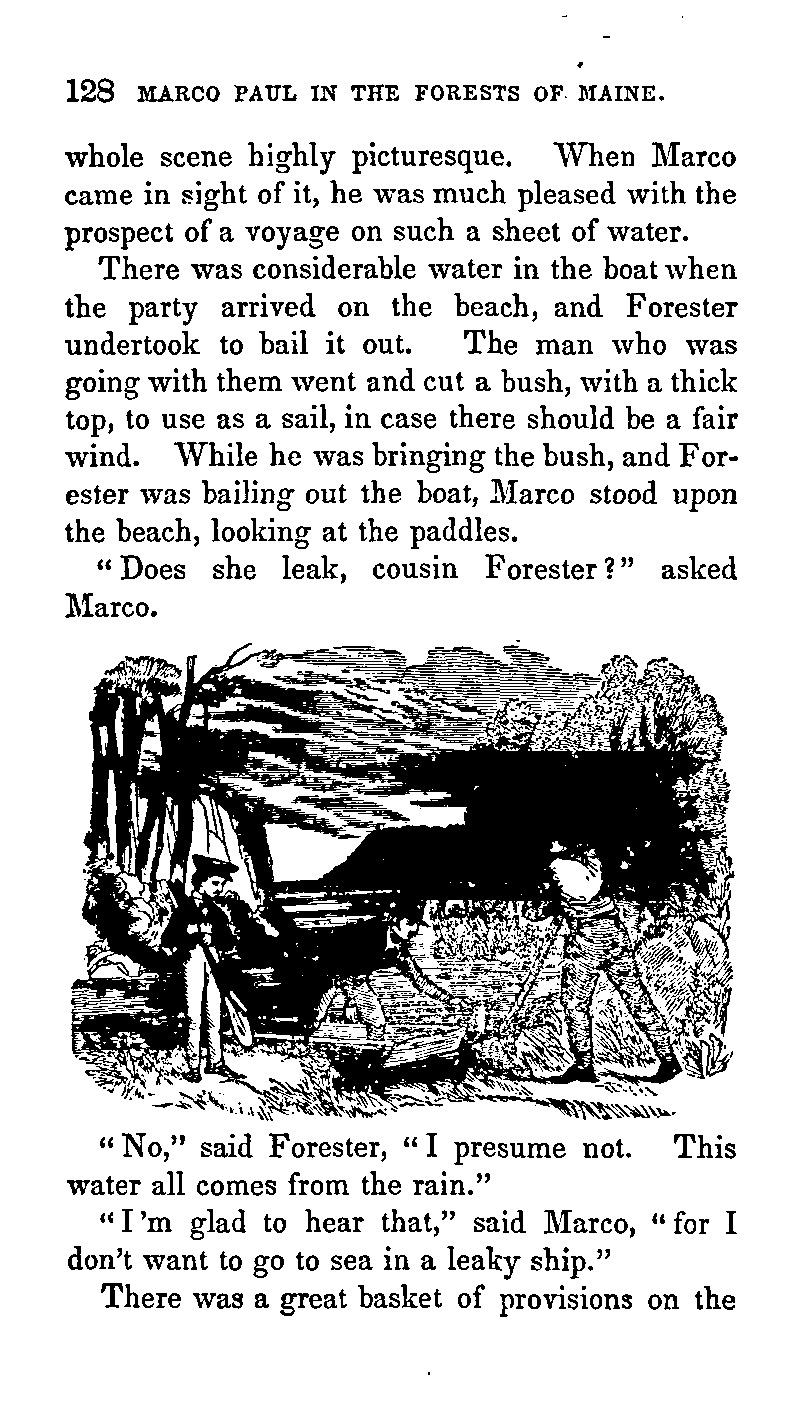 128 MARCO PAUL IN THE FORESTS OF MAINE.
whole scene highly picturesque. When Marco
came in sight of it, he was much pleased with the
prospect of a voyage on such a sheet of water.
There was considerable water in the boat when
the party arrived on the beach, and Forester
undertook to bail it out. The man who was
going with them went and cut a bush, with a thick
top, to use as a sail, in case there should be a fair
wind. While he was bringing the bush, and For-
ester was bailing out the boat, Marco stood upon
the beach, looking at the paddles.
“Does she leak, cousin Forester?” asked
Marco.
“No,” said Forester, “I presume not. This
water all comes from the rain.”
“I'm glad to hear that,” said Marco, “for I
don't want to go to sea in a leaky ship.”
There was a great basket of provisions on the